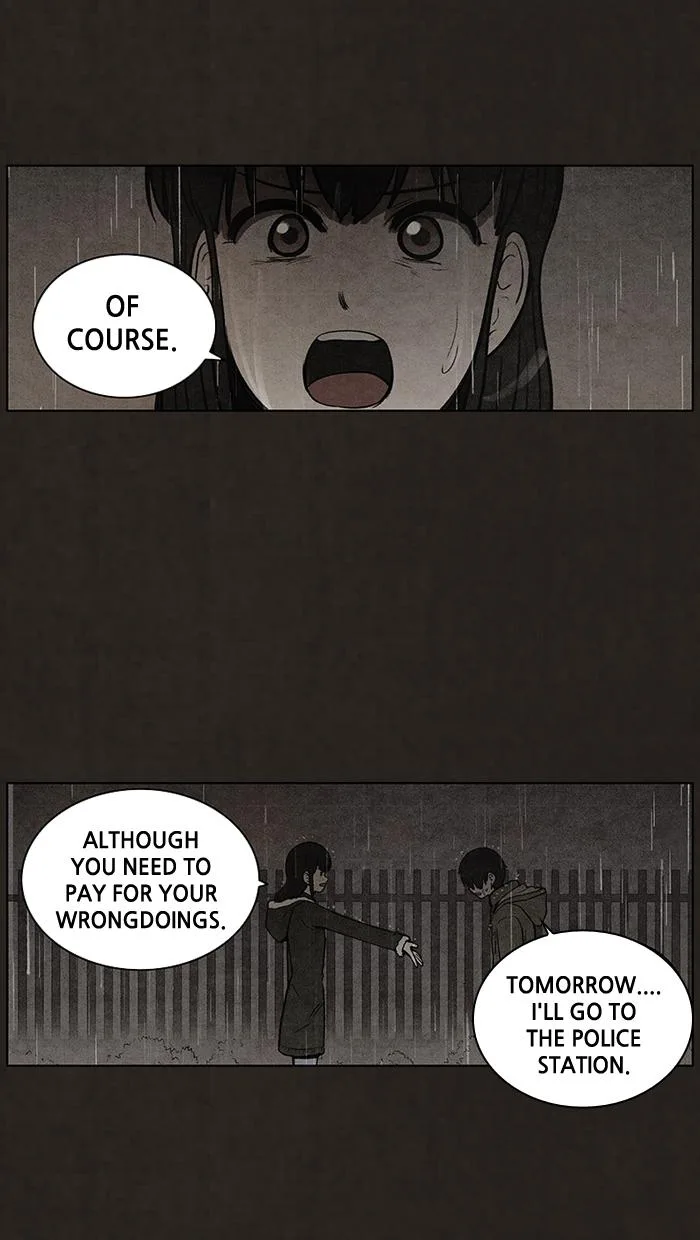 OF
COURSE.
ALTHOUGH
YOU NEED TO
PAY FOR YOUR
WRONGDOINGS.
TOMORROW....
I'LL GO TO
THE POLICE
STATION.